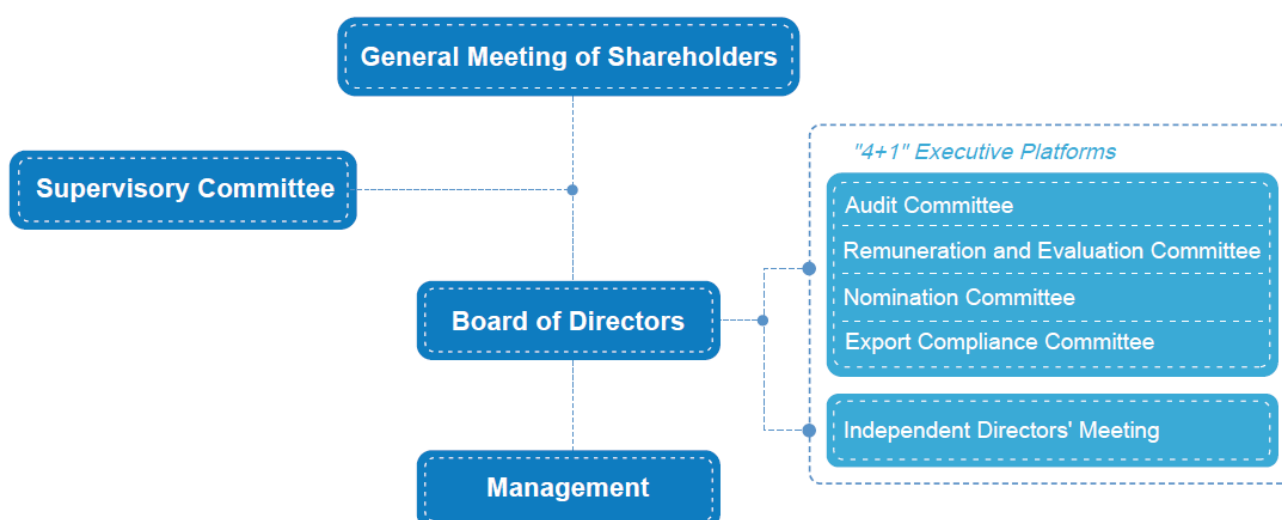 General Meeting of Shareholders
Supervisory Committee
"4+1" Executive Platforms
Audit Committee
Remuneration and Evaluation Committee
Nomination Committee
Export Compliance Committee
Board of Directors
Independent Directors' Meeting
Management